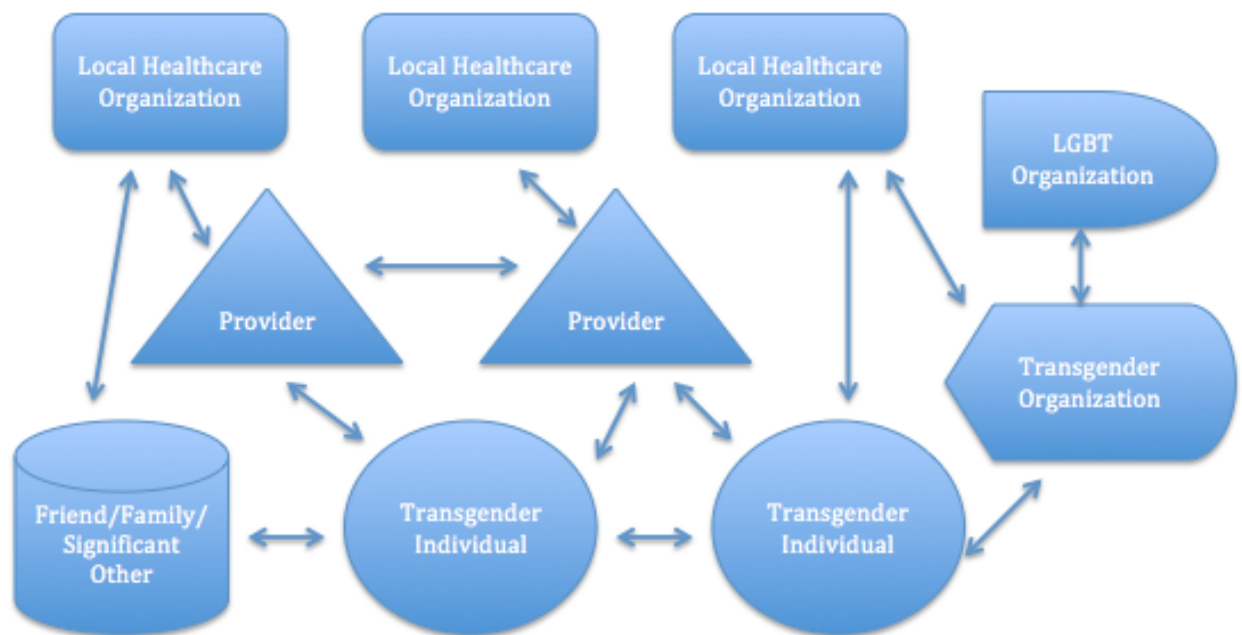 Local Healthcare
Organization
Local Healthcare
Organization
Local Healthcare
Organization
LGBT
Organization
Provider
Provider
Transgender
Organization
Friend/Family/
Significant
Other
Transgender
Individual
Transgender
Individual